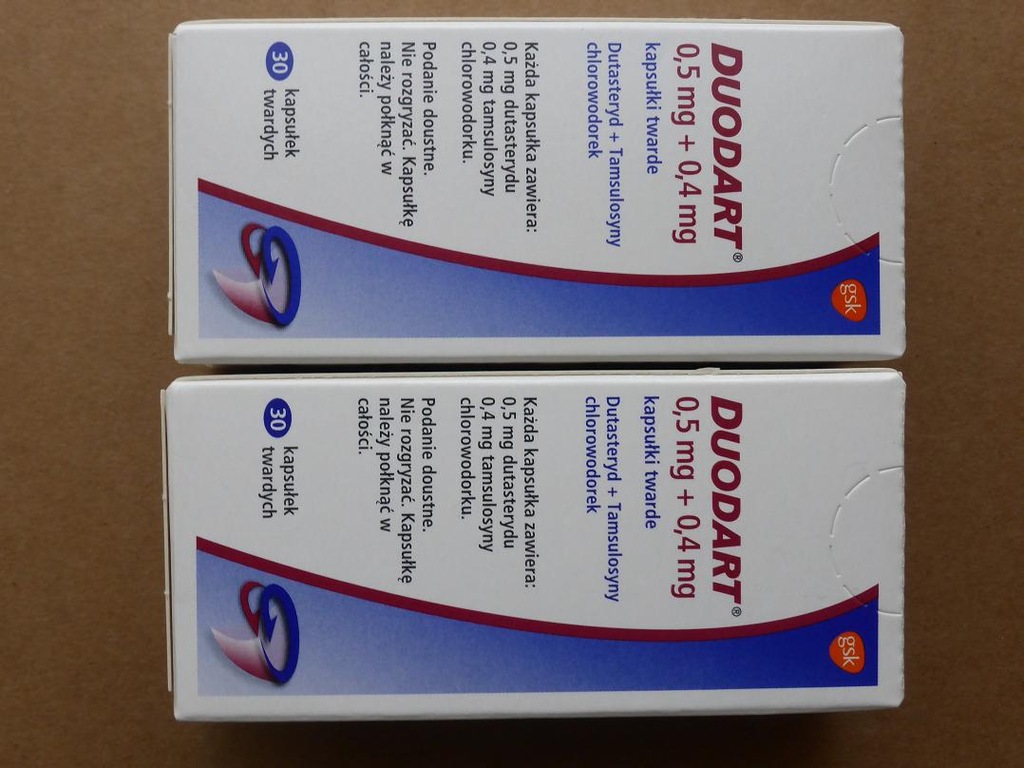 DUODART®
0,5 mg + 0,4 mg
kapsułki twarde
Dutasteryd + Tamsulosyny
chlorowodorek
Każda kapsułka zawiera:
0,5 mg dutasterydu
0,4 mg tamsulosyny
chlorowodorku.
Podanie doustne.
Nie rozgryzać. Kapsułkę
należy połknąć w
całości.
30 kapsułek
twardych
gsk
DUODART®
0,5 mg + 0,4 mg
kapsułki twarde
Dutasteryd + Tamsulosyny
chlorowodorek
Każda kapsułka zawiera:
0,5 mg dutasterydu
0,4 mg tamsulosyny
chlorowodorku.
Podanie doustne.
Nie rozgryzać. Kapsułkę
należy połknąć w
całości.
30 kapsułek
twardych
gsk